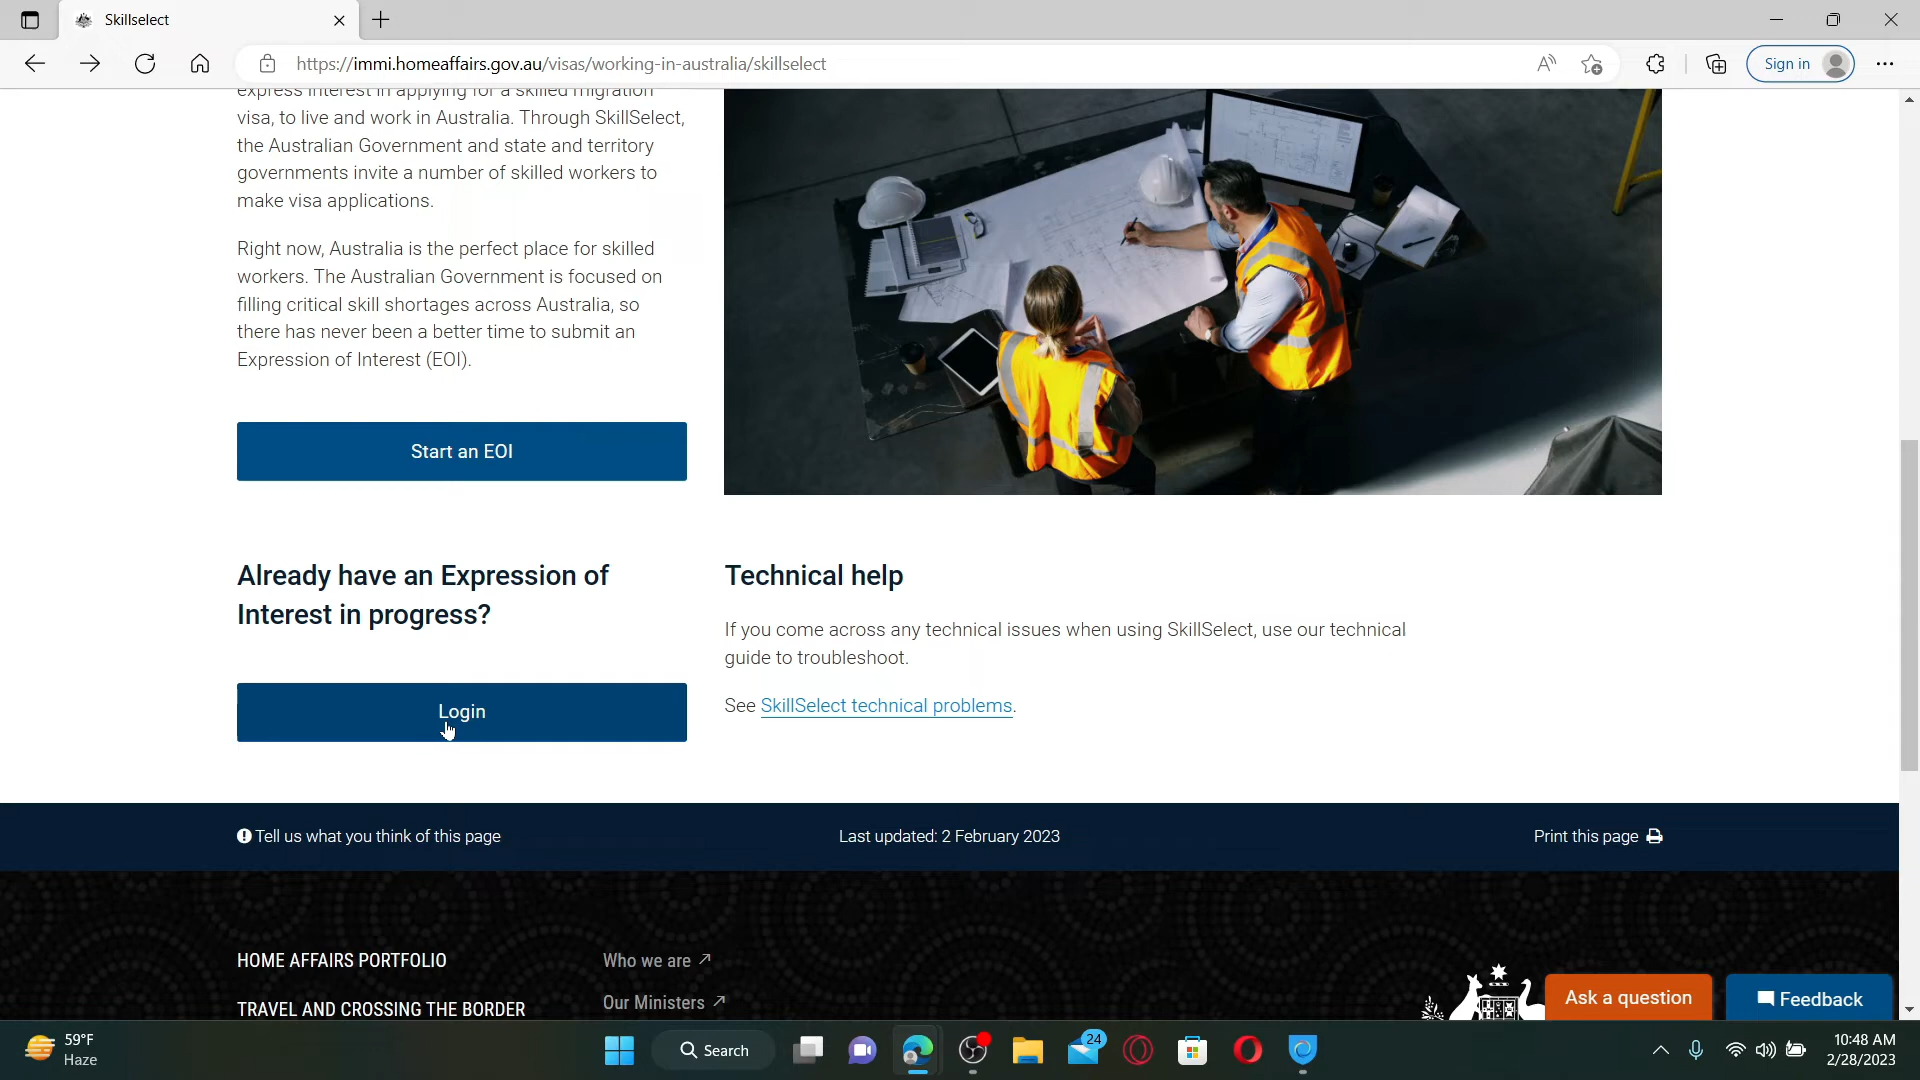 Skillselect
https://immi.homeaffairs.gov.au/visas/working-in-australia/skillselect
Sign in
express interest in applying for a skilled migration
visa, to live and work in Australia. Through SkillSelect,
the Australian Government and state and territory
governments invite a number of skilled workers to
make visa applications.
Right now, Australia is the perfect place for skilled
workers. The Australian Government is focused on
filling critical skill shortages across Australia, so
there has never been a better time to submit an
Expression of Interest (EOI).
Start an EOI
Already have an Expression of
Interest in progress?
Login
Technical help
If you come across any technical issues when using SkillSelect, use our technical
guide to troubleshoot.
See SkillSelect technical problems.
Tell us what you think of this page
Last updated: 2 February 2023
Print this page
HOME AFFAIRS PORTFOLIO
TRAVEL AND CROSSING THE BORDER
Who we are
Our Ministers
Ask a question
Feedback
59°F
Haze
Search
24
10:48 AM
2/28/2023